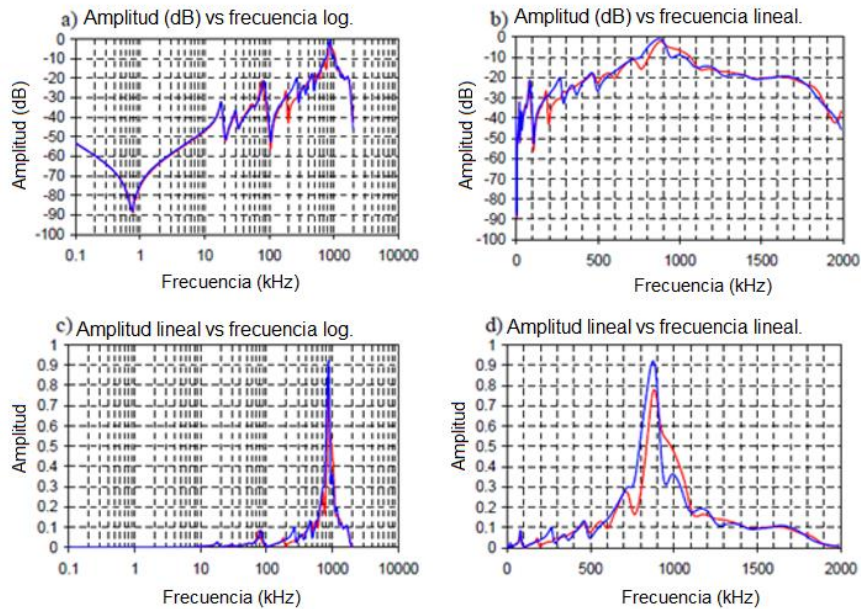 a) Amplitud (dB) vs frecuencia log.
Amplitud (dB)
0
-10
-20
-30
-40
-50
-60
-70
-80
-90
-100
0.1 1 10 100 1000 10000
Frecuencia (kHz)
b) Amplitud (dB) vs frecuencia lineal.
Amplitud (dB)
0
-10
-20
-30
-40
-50
-60
-70
-80
-90
-100
0 500 1000 1500 2000
Frecuencia (kHz)
c) Amplitud lineal vs frecuencia log.
Amplitud
1
0.9
0.8
0.7
0.6
0.5
0.4
0.3
0.2
0.1
0
0.1 1 10 100 1000 10000
Frecuencia (kHz)
d) Amplitud lineal vs frecuencia lineal.
Amplitud
1
0.9
0.8
0.7
0.6
0.5
0.4
0.3
0.2
0.1
0
0 500 1000 1500 2000
Frecuencia (kHz)